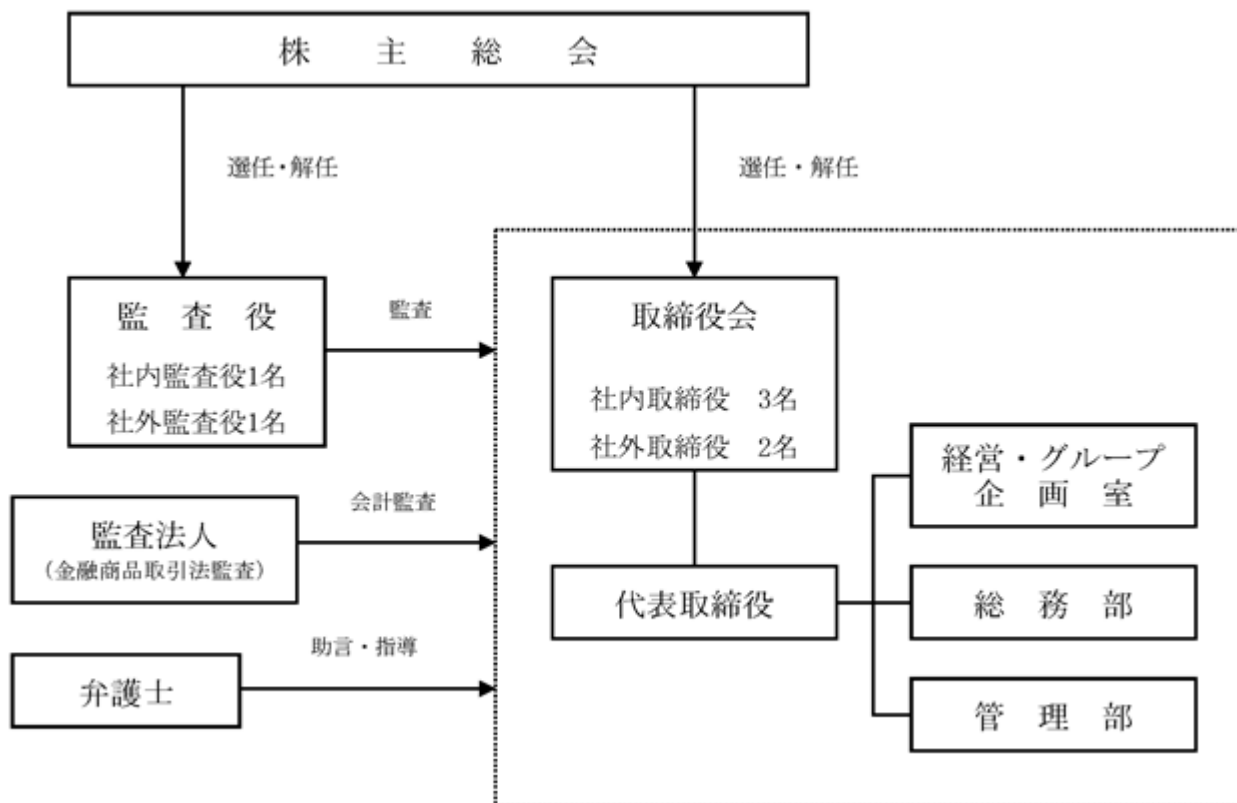 株主総会
選任・解任
選任・解任
監査役
社内監査役1名
社外監査役1名
監査
取締役会
社内取締役　3名
社外取締役　2名
監査法人
（金融商品取引法監査）
会計監査
弁護士
助言・指導
代表取締役
経営・グループ
企画室
総務部
管理部